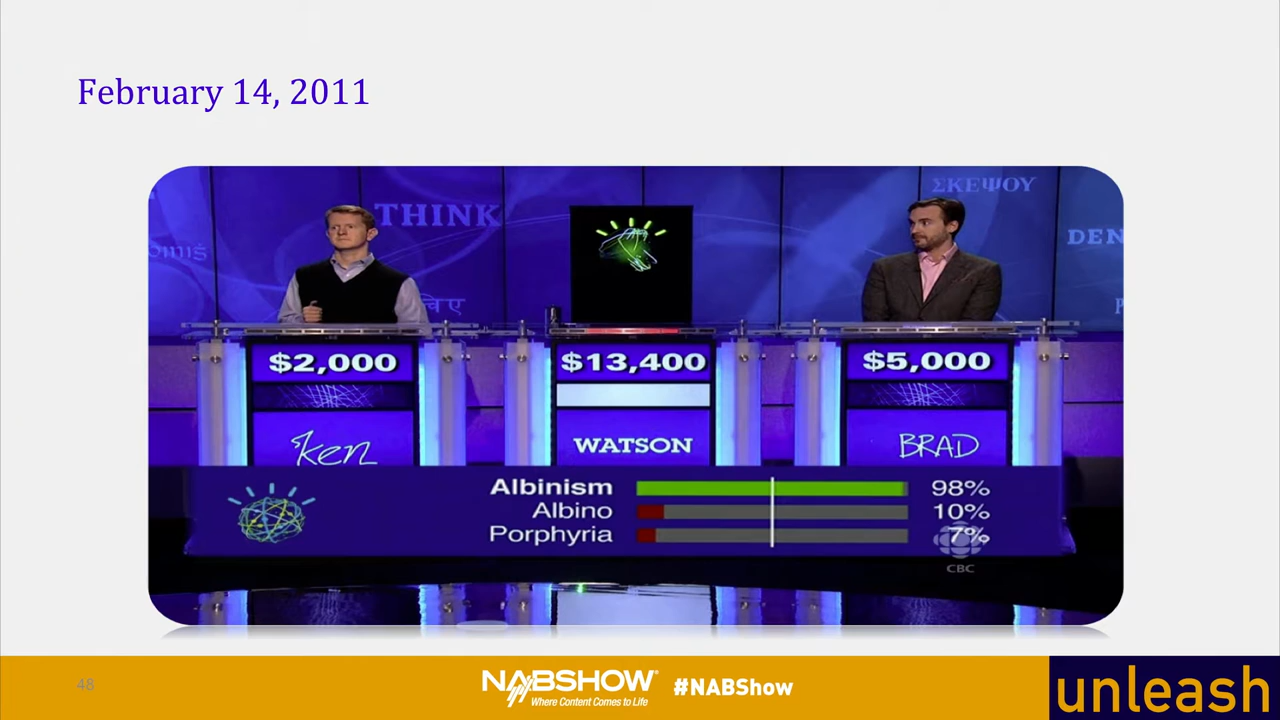 February 14, 2011
THINK
ΣΚΕΨΟΥ
DEN
$2,000
$13,400
$5,000
Ken
WATSON
BRAD
Albinism 98%
Albino 10%
Porphyria 7%
CBC
48
NABSHOW
Where Content Comes to Life
#NABShow
unleash